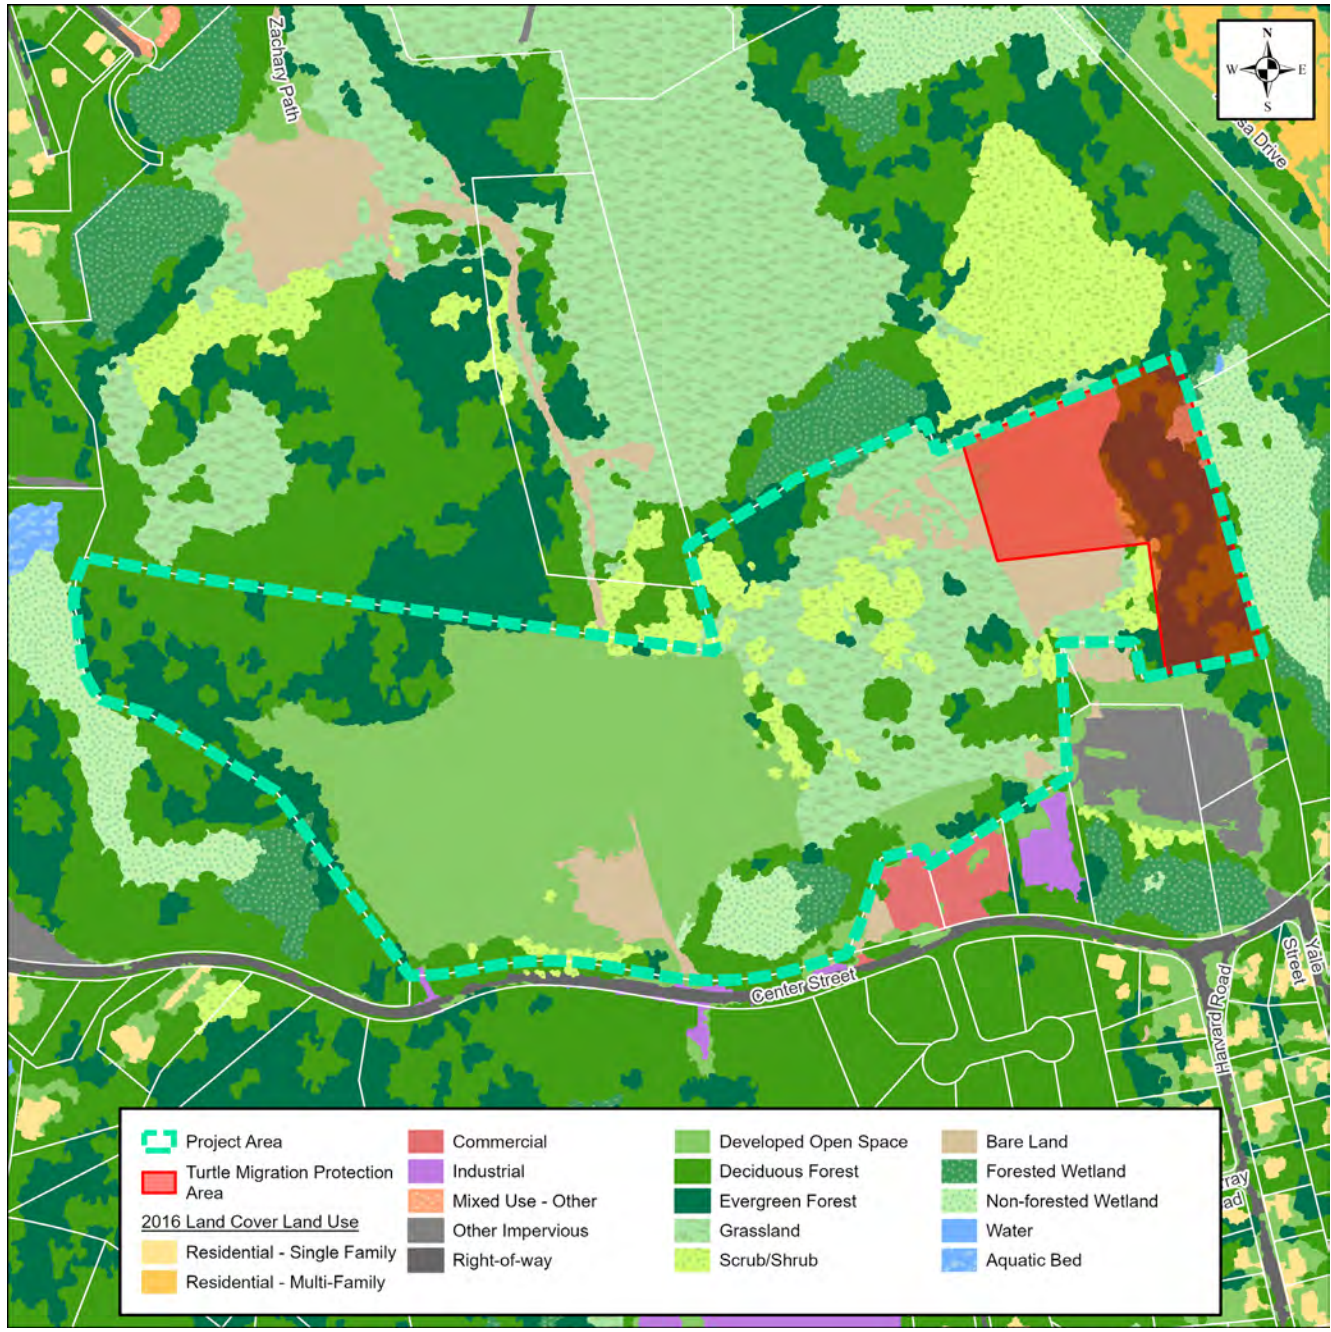 Zachary Path
N
W E
S
sa Drive
Center Street
Harvard Road
Yale
Street
Project Area
Turtle Migration Protection
Area
2016 Land Cover Land Use
Residential - Single Family
Residential - Multi-Family
Commercial
Industrial
Mixed Use - Other
Other Impervious
Right-of-way
Developed Open Space
Deciduous Forest
Evergreen Forest
Grassland
Scrub/Shrub
Bare Land
Forested Wetland
Non-forested Wetland
Water
Aquatic Bed
rray
ad